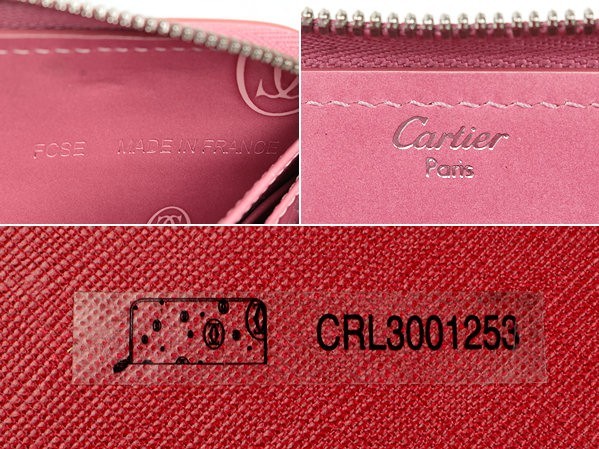 FCSE MADE IN FRANCE
Cartier
Paris
CRL3001253